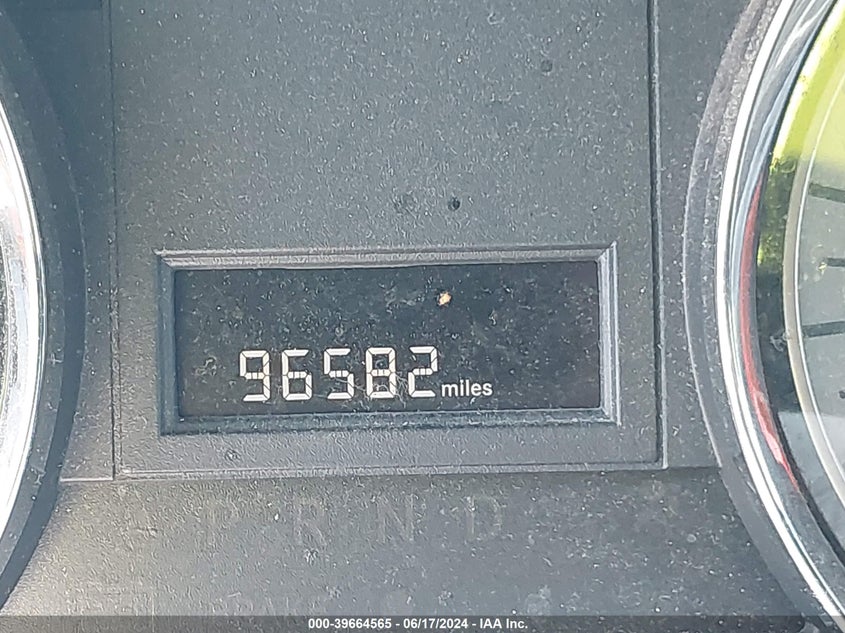 96582 miles
P R N D
000-39664565 - 06/17/2024 - IAA Inc.